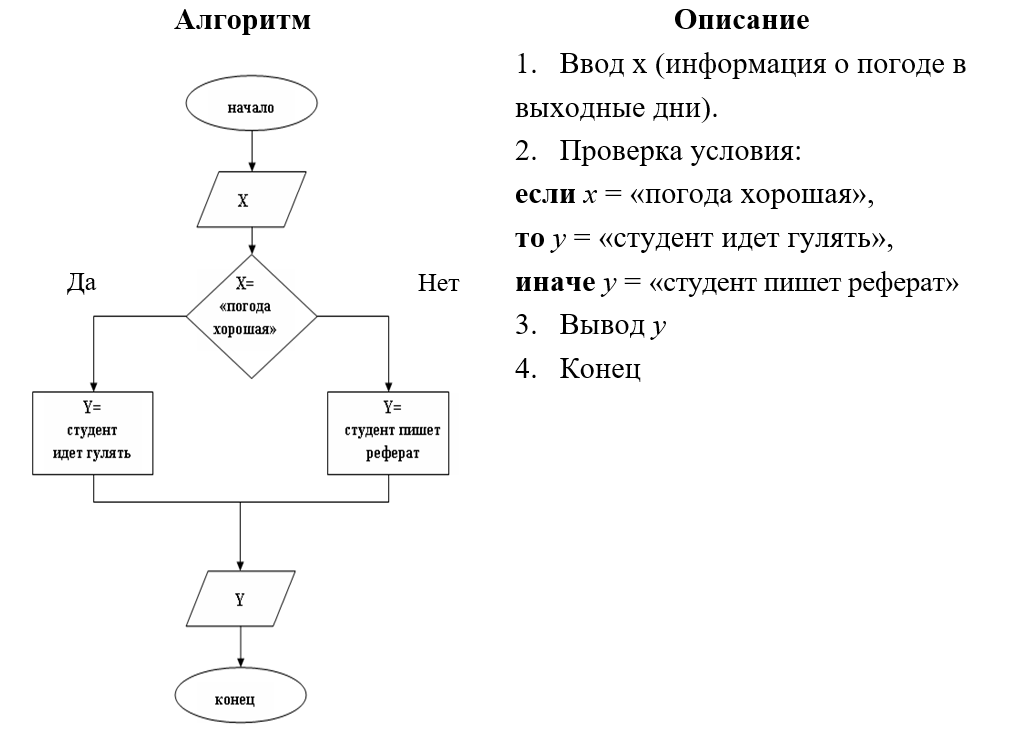 Алгоритм
начало
X
Да
Нет
X=
«погода
хорошая»
Y=
студент
идет гулять
Y=
студент пишет
реферат
Y
конец
Описание
1. Ввод x (информация о погоде в
выходные дни).
2. Проверка условия:
если x = «погода хорошая»,
то y = «студент идет гулять»,
иначе y = «студент пишет реферат»
3. Вывод y
4. Конец